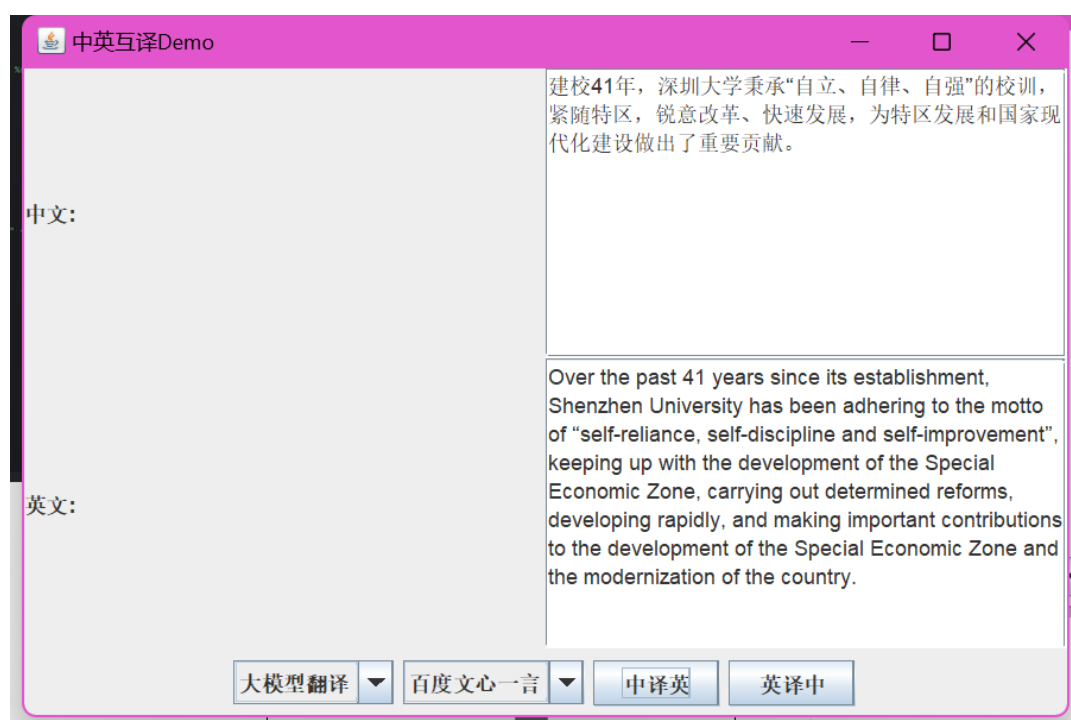 中英互译Demo
建校41年，深圳大学秉承“自立、自律、自强”的校训，
紧随特区，锐意改革、快速发展，为特区发展和国家现
代化建设做出了重要贡献。
中文:
Over the past 41 years since its establishment,
Shenzhen University has been adhering to the motto
of “self-reliance, self-discipline and self-improvement”,
keeping up with the development of the Special
Economic Zone, carrying out determined reforms,
developing rapidly, and making important contributions
to the development of the Special Economic Zone and
the modernization of the country.
英文:
大模型翻译 百度文心一言 中译英 英译中